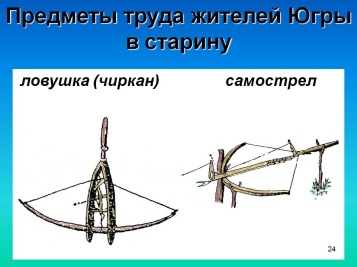 Предметы труда жителей Югры
в старину
ловушка (чиркан) самострел
24